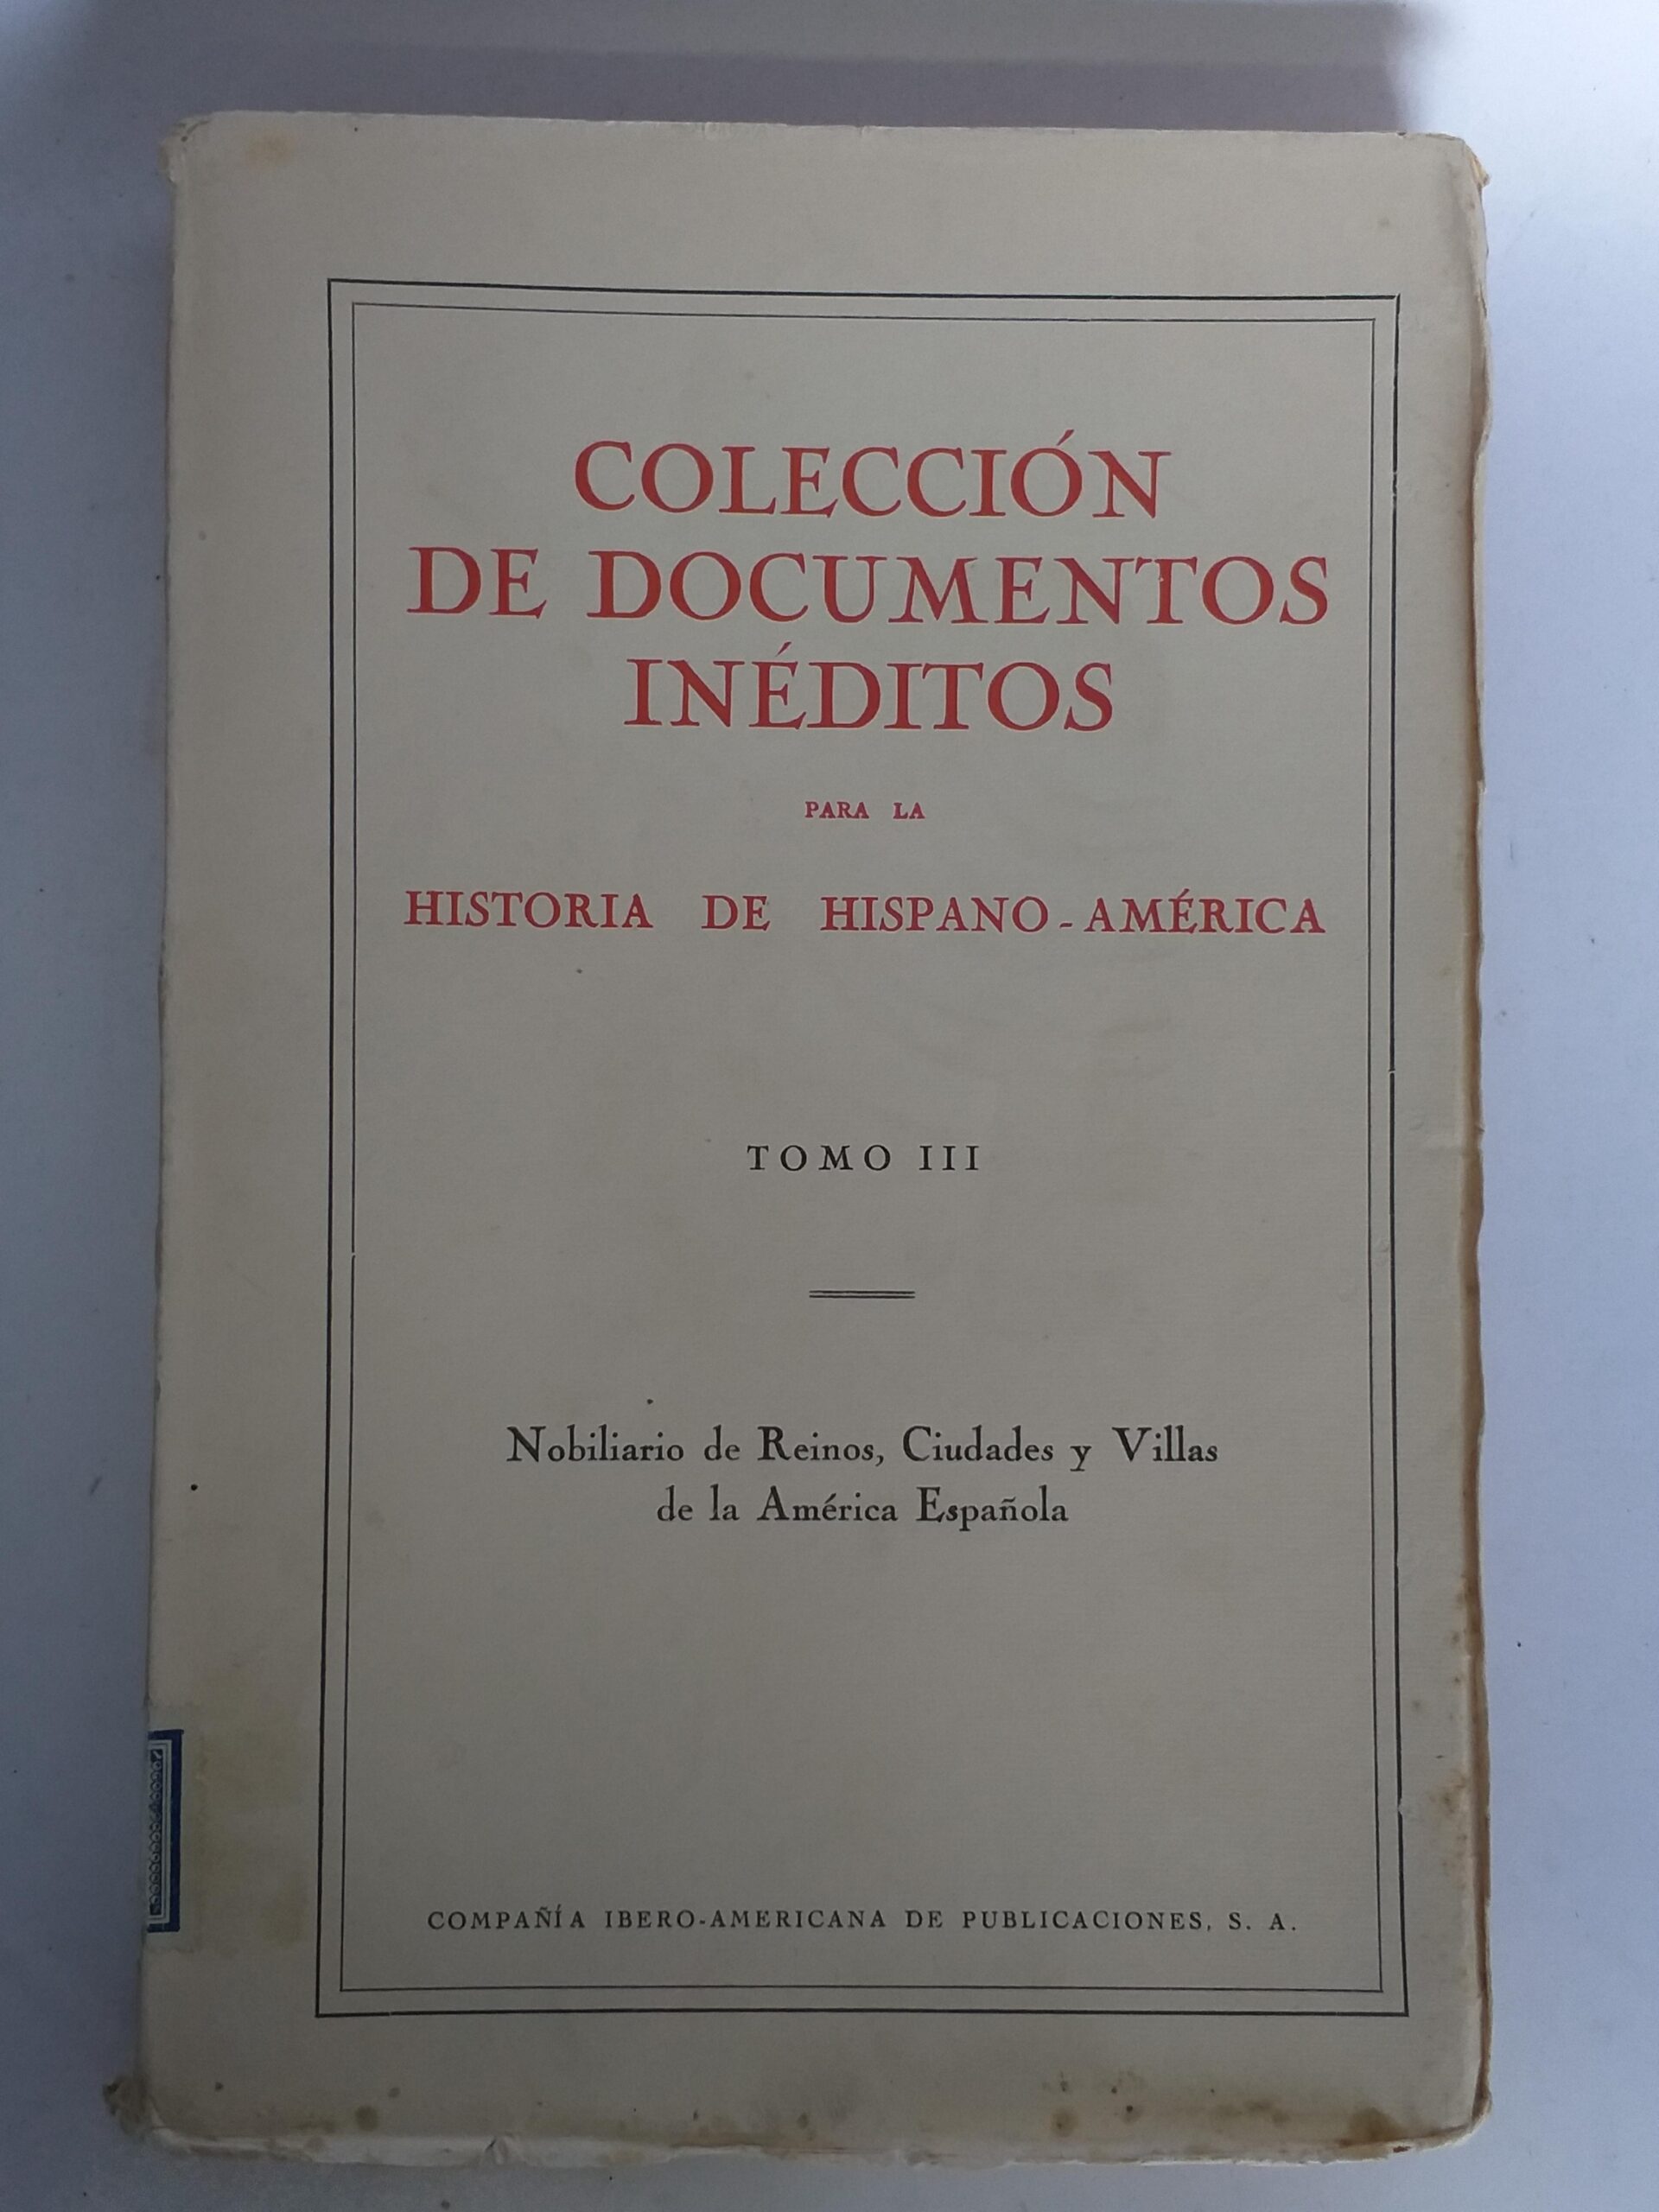 COLECCIÓN
DE DOCUMENTOS
INÉDITOS
PARA LA
HISTORIA DE HISPANO-AMÉRICA
TOMO III
Nobiliario de Reinos, Ciudades y Villas
de la América Española
COMPAÑÍA IBERO-AMERICANA DE PUBLICACIONES, S. A.